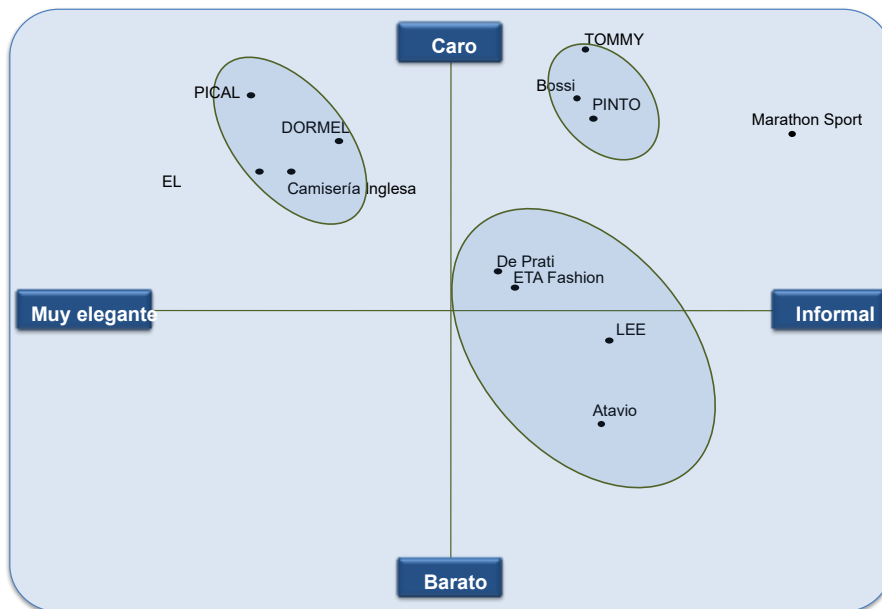 Caro
TOMMY
PICAL
Bossi
PINTO
Marathon Sport
DORMEL
EL
Camisería Inglesa
De Prati
ETA Fashion
Muy elegante
Informal
LEE
Atavio
Barato